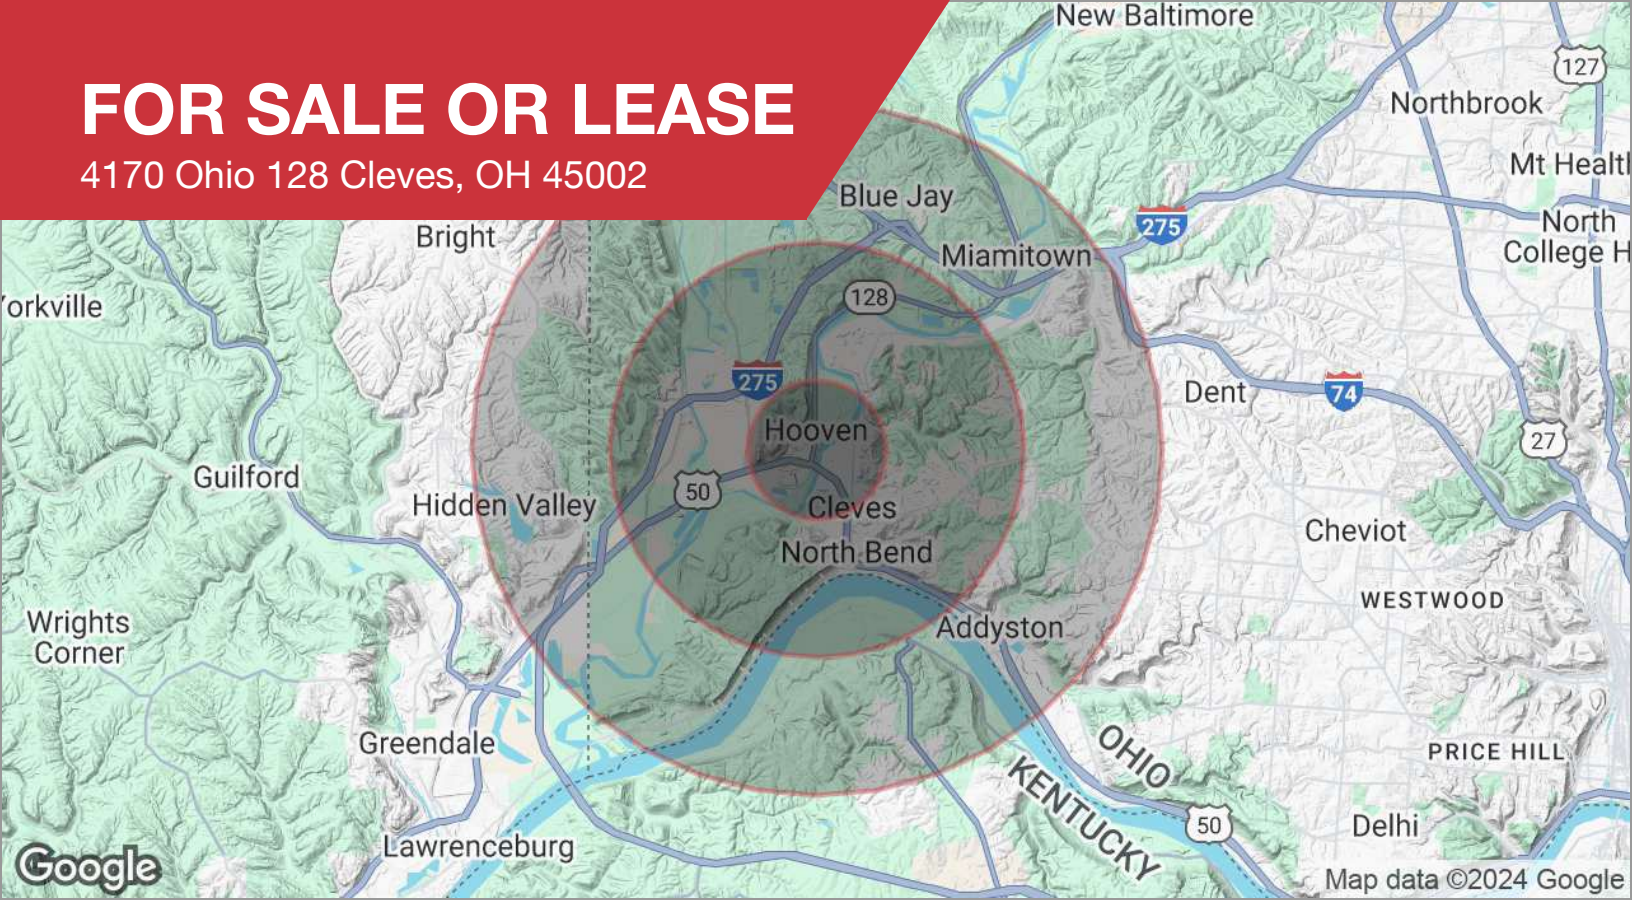 FOR SALE OR LEASE
4170 Ohio 128 Cleves, OH 45002
New Baltimore
127
Northbrook
Blue Jay
275
Bright
Miamitown
North
College H
orkville
128
275
Dent
74
Hooven
27
Guilford
50
Hidden Valley
Cleves
Cheviot
North Bend
WESTWOOD
Wrights
Corner
Addyston
Greendale
OHIO
KENTUCKY
PRICE HILL
50
Delhi
Lawrenceburg
Google
Map data ©2024 Google